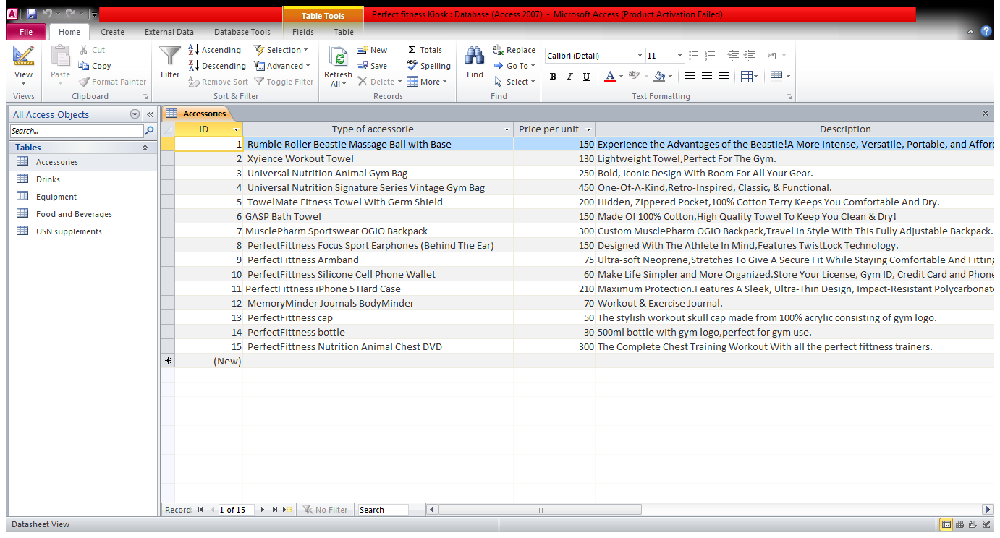 Table Tools
Perfect fitness Kiosk : Database (Access 2007) - Microsoft Access (Product Activation Failed)
File Home Create External Data Database Tools Fields Table
View
Views
Paste
Cut
Copy
Format Painter
Clipboard
Filter
Ascending
Descending
Remove Sort
Selection
Advanced
Toggle Filter
Sort & Filter
Refresh
All
New
Save
Delete
Totals
Spelling
More
Records
Find
Replace
Go To
Select
Find
Calibri (Detail) 11
B I U A
Text Formatting
All Access Objects
Search...
Tables
Accessories
Drinks
Equipment
Food and Beverages
USN supplements
Accessories
ID Type of accessorie Price per unit Description
1 Rumble Roller Beastie Massage Ball with Base 150 Experience the Advantages of the Beastie!A More Intense, Versatile, Portable, and Afford
2 Xyience Workout Towel 130 Lightweight Towel,Perfect For The Gym.
3 Universal Nutrition Animal Gym Bag 250 Bold, Iconic Design With Room For All Your Gear.
4 Universal Nutrition Signature Series Vintage Gym Bag 450 One-Of-A-Kind,Retro-Inspired, Classic, & Functional.
5 TowelMate Fitness Towel With Germ Shield 200 Hidden, Zippered Pocket,100% Cotton Terry Keeps You Comfortable And Dry.
6 GASP Bath Towel 150 Made Of 100% Cotton,High Quality Towel To Keep You Clean & Dry!
7 MusclePharm Sportswear OGIO Backpack 300 Custom MusclePharm OGIO Backpack,Travel In Style With This Fully Adjustable Backpack.
8 PerfectFittness Focus Sport Earphones (Behind The Ear) 150 Designed With The Athlete In Mind,Features TwistLock Technology.
9 PerfectFittness Armband 75 Ultra-soft Neoprene,Stretches To Give A Secure Fit While Staying Comfortable And Fitting
10 PerfectFittness Silicone Cell Phone Wallet 60 Make Life Simpler and More Organized.Store Your License, Gym ID, Credit Card and Phone
11 PerfectFittness iPhone 5 Hard Case 210 Maximum Protection.Features A Sleek, Ultra-Thin Design, Impact-Resistant Polycarbonate
12 MemoryMinder Journals BodyMinder 70 Workout & Exercise Journal.
13 PerfectFittness cap 50 The stylish workout skull cap made from 100% acrylic consisting of gym logo.
14 PerfectFittness bottle 30 500ml bottle with gym logo,perfect for gym use.
15 PerfectFittness Nutrition Animal Chest DVD 300 The Complete Chest Training Workout With all the perfect fittness trainers.
(New)
Record: 1 of 15 No Filter Search
Datasheet View